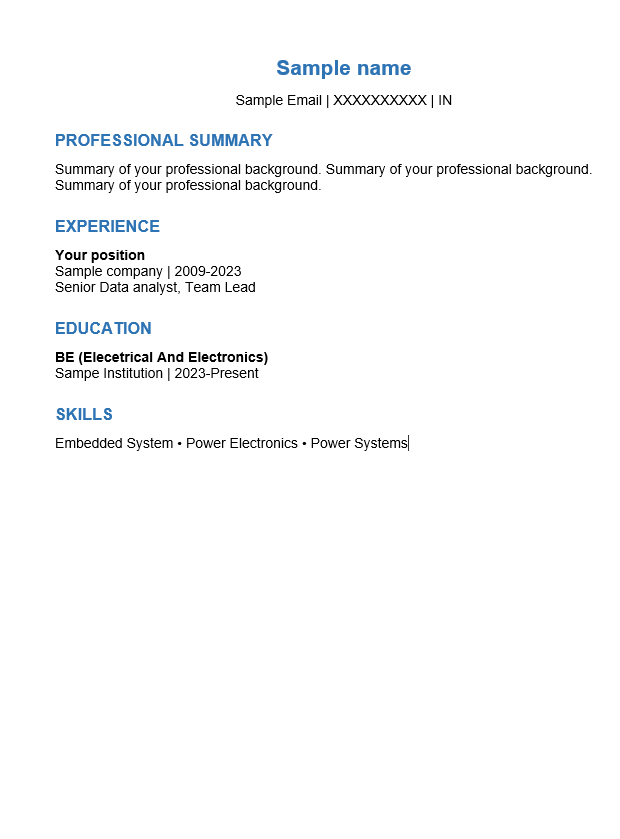 Sample name
Sample Email | XXXXXXXXXX | IN
PROFESSIONAL SUMMARY
Summary of your professional background. Summary of your professional background.
Summary of your professional background.
EXPERIENCE
Your position
Sample company | 2009-2023
Senior Data analyst, Team Lead
EDUCATION
BE (Elecetrical And Electronics)
Sampe Institution | 2023-Present
SKILLS
Embedded System • Power Electronics • Power Systems